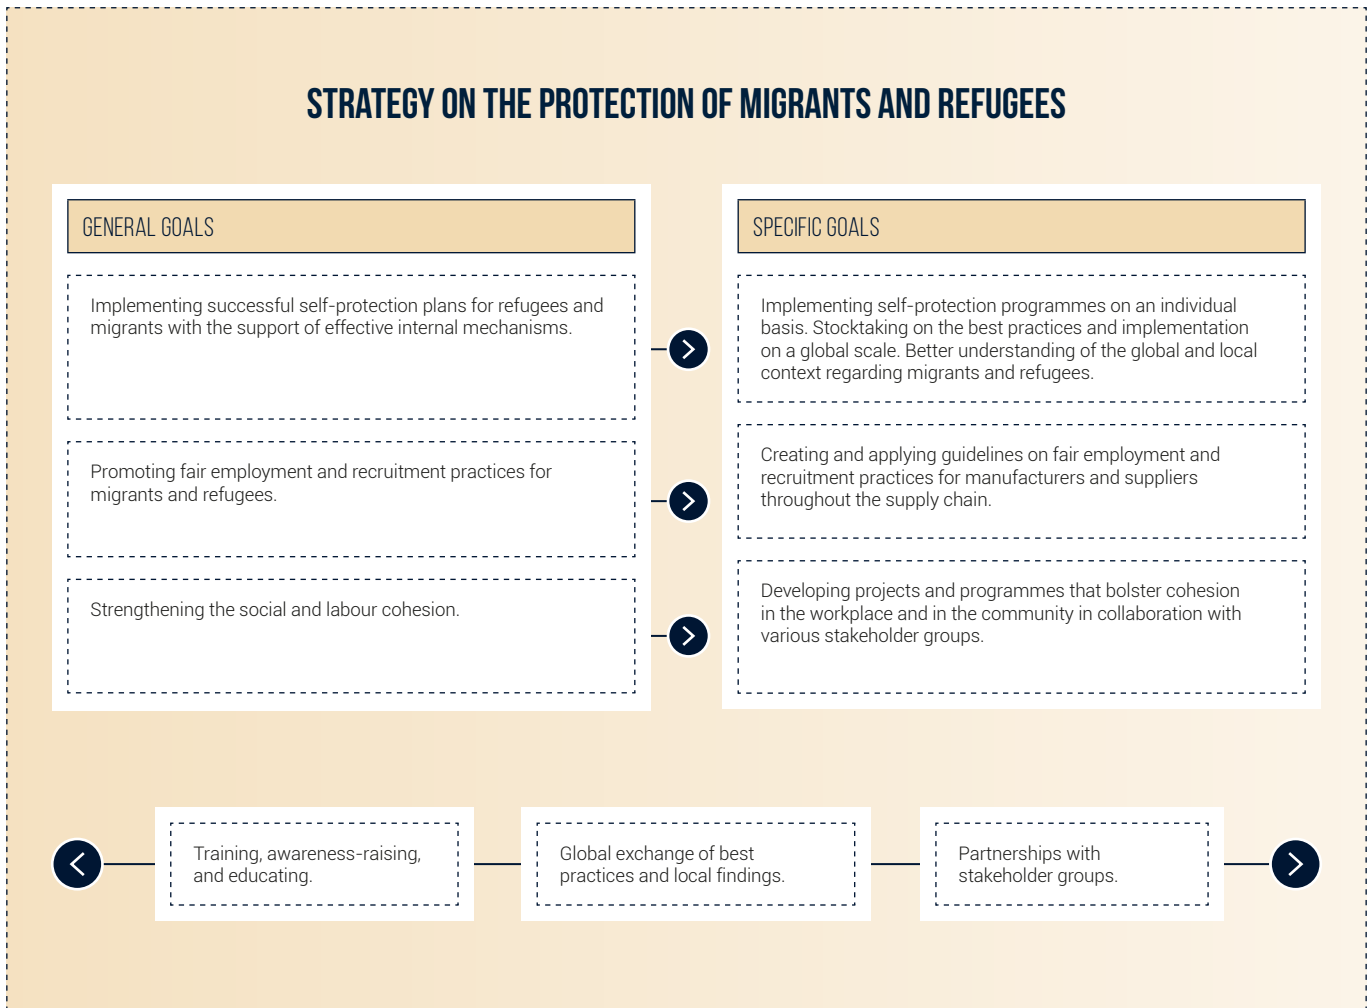 STRATEGY ON THE PROTECTION OF MIGRANTS AND REFUGEES
GENERAL GOALS
Implementing successful self-protection plans for refugees and
migrants with the support of effective internal mechanisms.
Promoting fair employment and recruitment practices for
migrants and refugees.
Strengthening the social and labour cohesion.
SPECIFIC GOALS
Implementing self-protection programmes on an individual
basis. Stocktaking on the best practices and implementation
on a global scale. Better understanding of the global and local
context regarding migrants and refugees.
Creating and applying guidelines on fair employment and
recruitment practices for manufacturers and suppliers
throughout the supply chain.
Developing projects and programmes that bolster cohesion
in the workplace and in the community in collaboration with
various stakeholder groups.
Training, awareness-raising,
and educating.
Global exchange of best
practices and local findings.
Partnerships with
stakeholder groups.